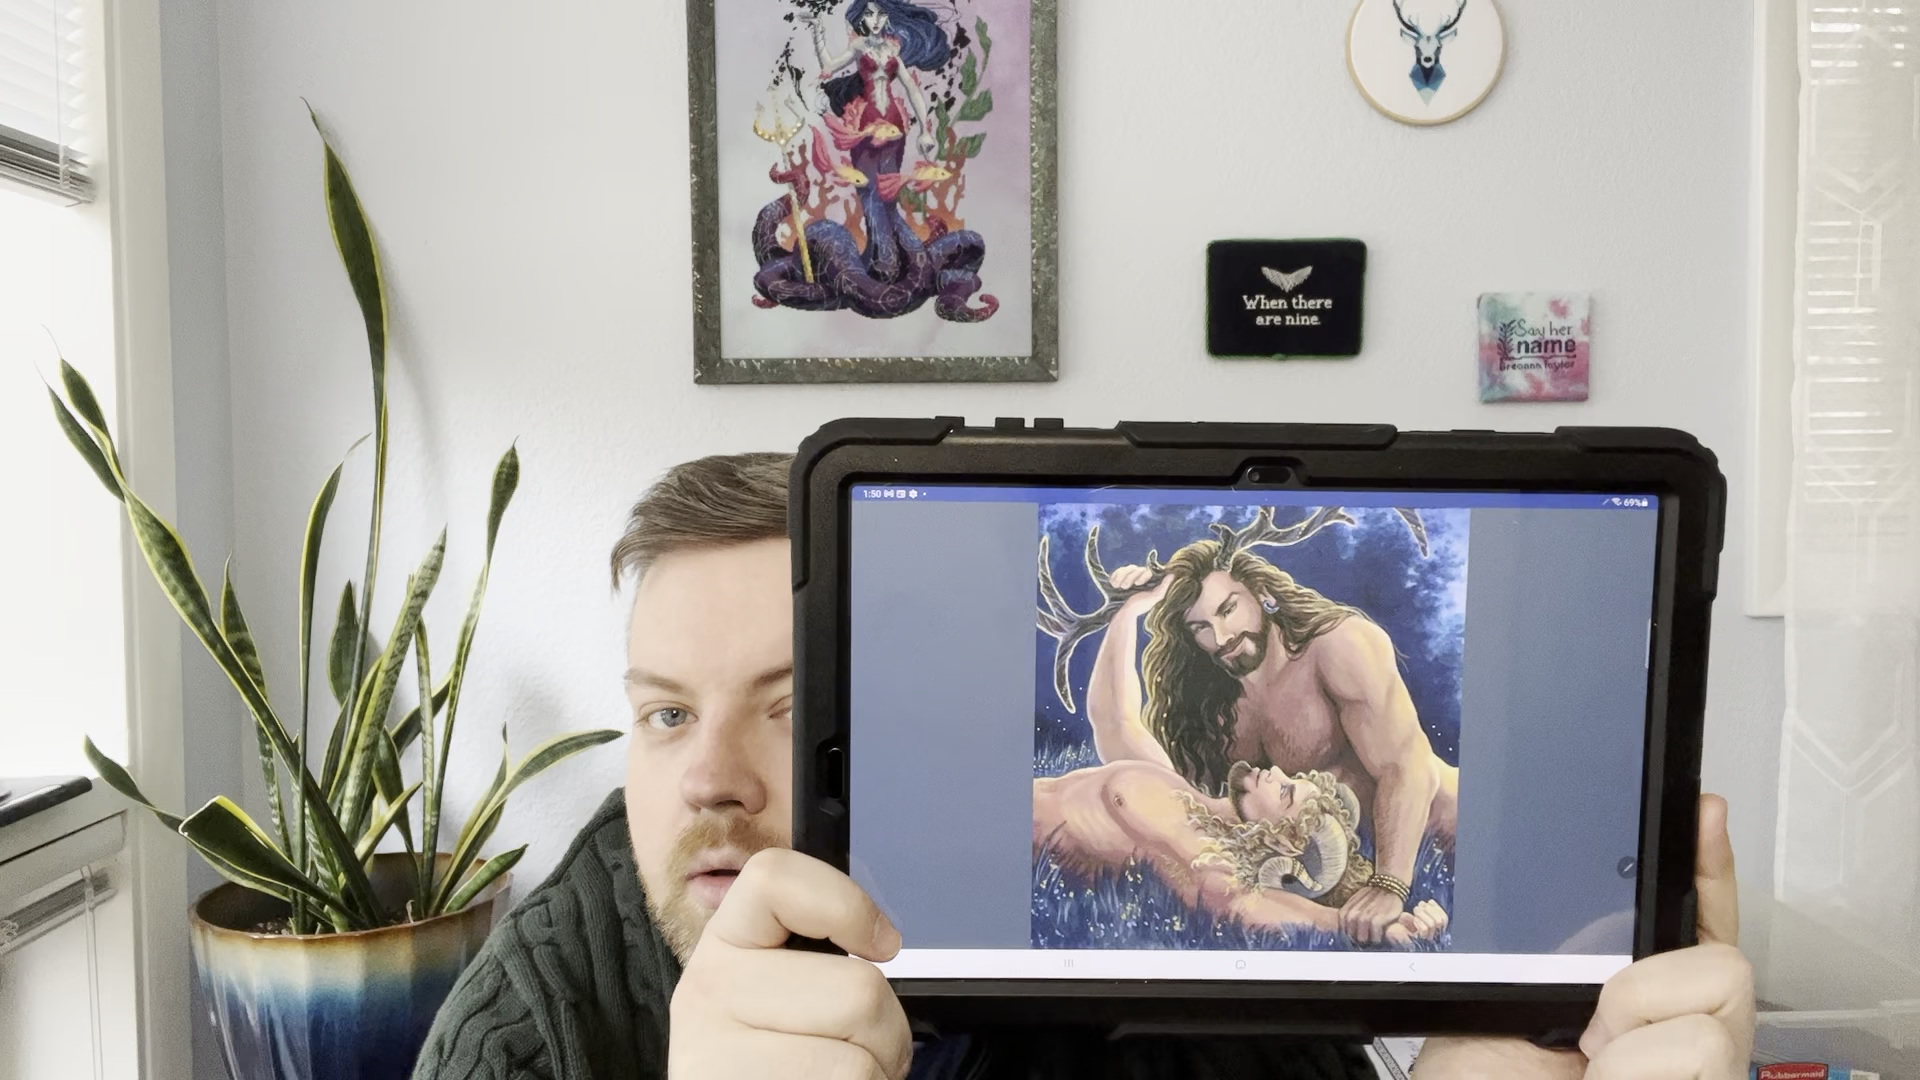 When there
are nine.
Say her
name
Breonna Taylor
1:50
69%
Rubbermaid